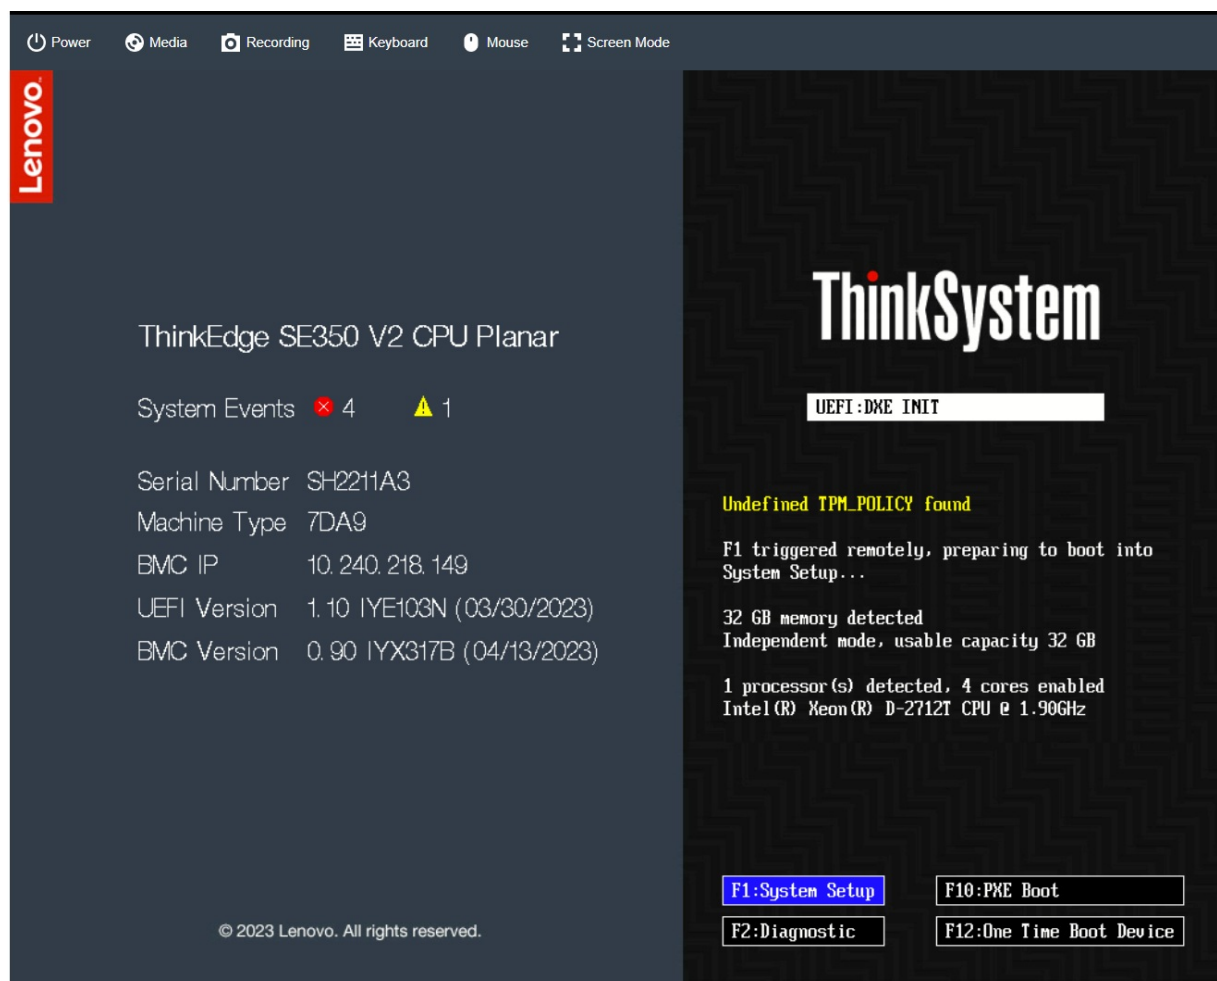 Power Media Recording Keyboard Mouse Screen Mode
Lenovo
ThinkEdge SE350 V2 CPU Planar
System Events 4 1
Serial Number SH2211A3
Machine Type 7DA9
BMC IP 10. 240. 218. 149
UEFI Version 1. 10 IYE103N (03/30/2023)
BMC Version 0. 90 IYX317B (04/13/2023)
© 2023 Lenovo. All rights reserved.
ThinkSystem
UEFI:DXE INIT
Undefined TPM_POLICY found
F1 triggered remotely, preparing to boot into
System Setup...
32 GB memory detected
Independent mode, usable capacity 32 GB
1 processor(s) detected, 4 cores enabled
Intel(R) Xeon(R) D-2712T CPU @ 1.90GHz
F1:System Setup F10:PXE Boot
F2:Diagnostic F12:One Time Boot Device